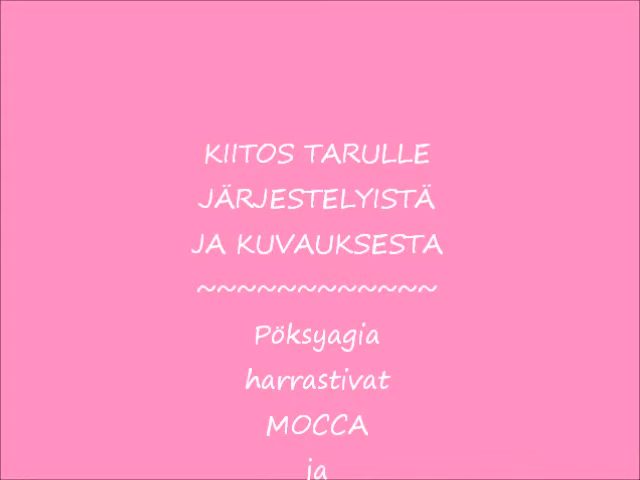 KIITOS TARULLE
JÄRJESTELYISTÄ
JA KUVAUKSESTA
~~~~~~~~~~~~
Pöksyagia
harrastivat
MOCCA
ja